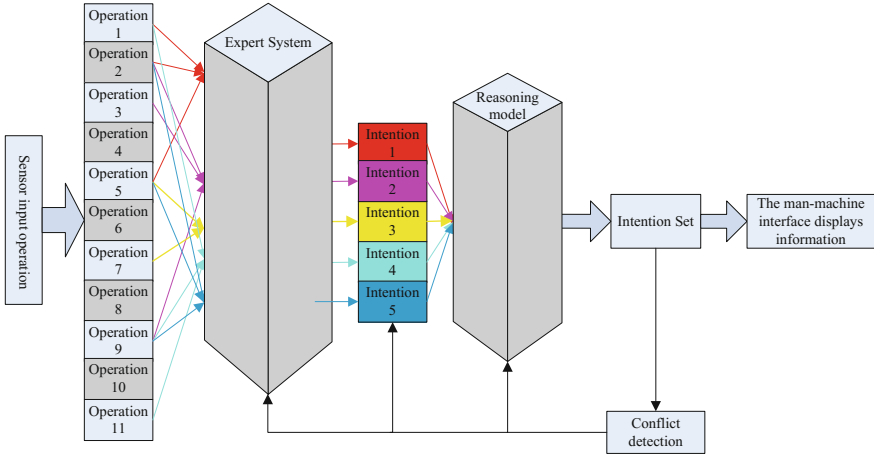 Sensor input operation
Operation
1
Operation
2
Operation
3
Operation
4
Operation
5
Operation
6
Operation
7
Operation
8
Operation
9
Operation
10
Operation
11
Expert System
Intention
1
Intention
2
Intention
3
Intention
4
Intention
5
Reasoning
model
Intention Set
The man-machine
interface displays
information
Conflict
detection